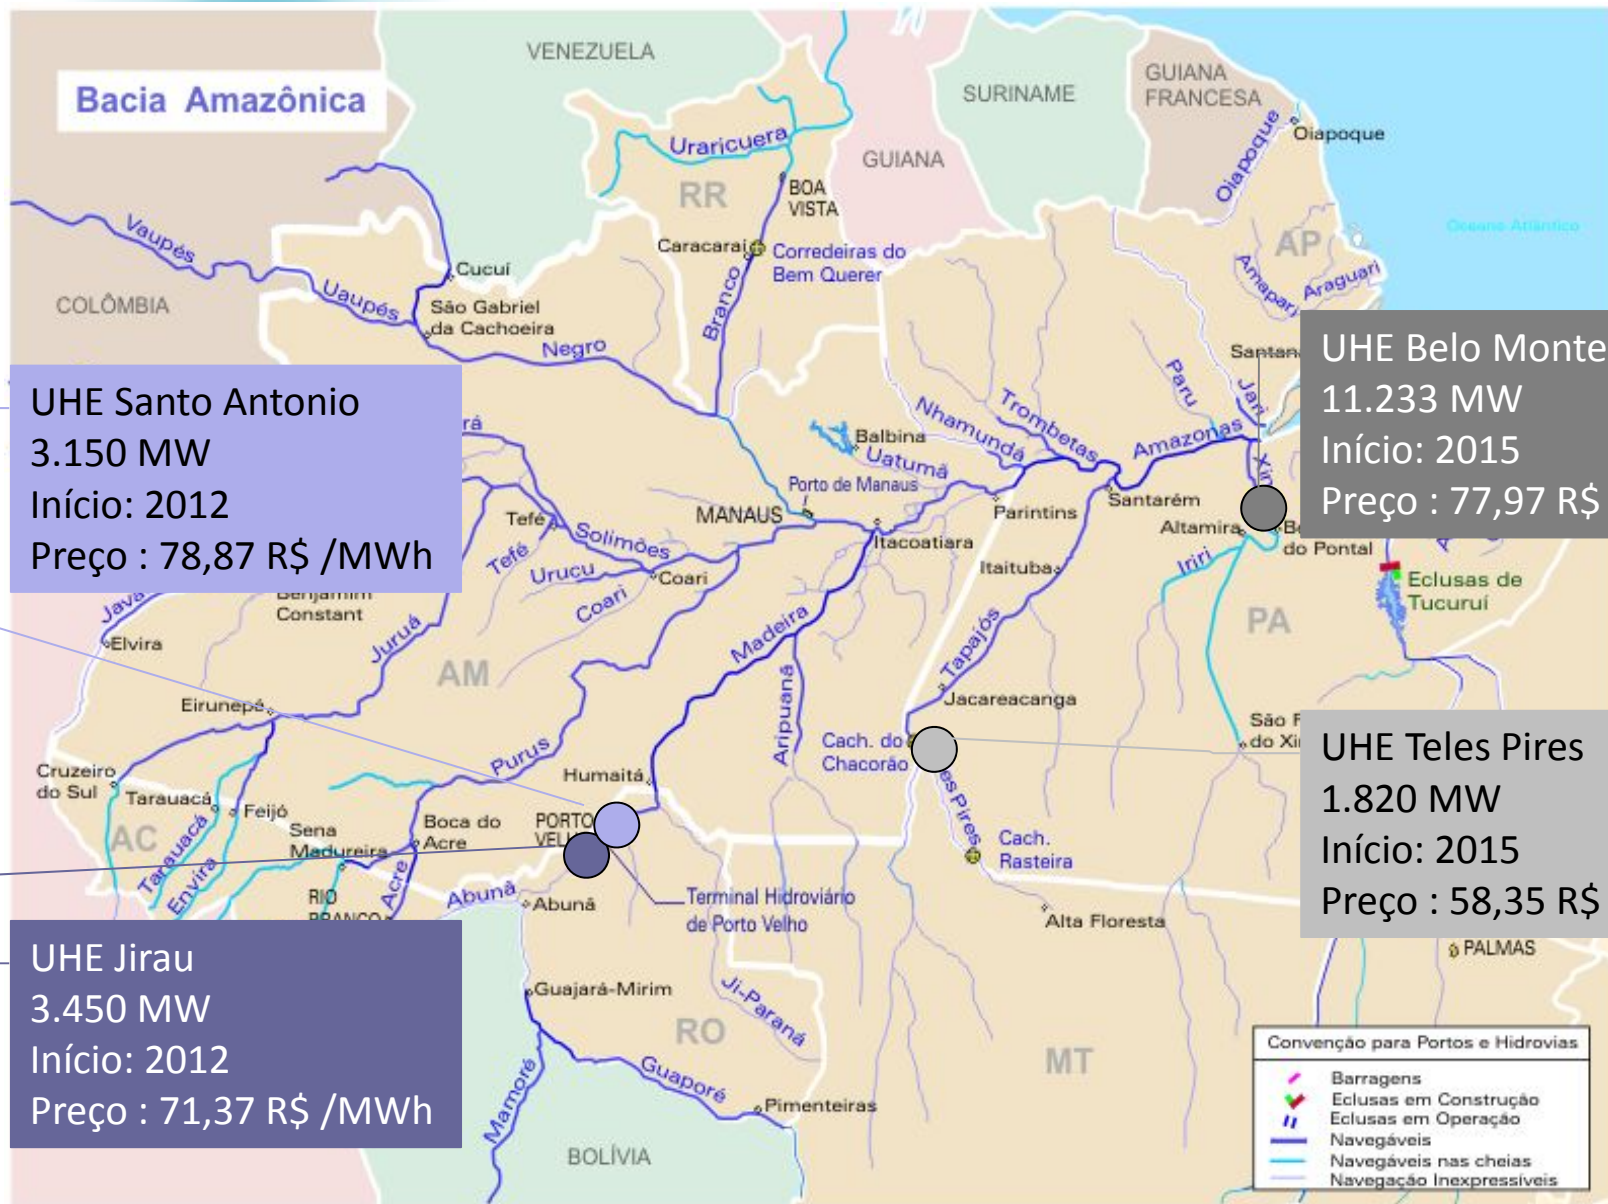 Bacia Amazônica
VENEZUELA
SURINAME
GUIANA
FRANCESA
GUIANA
COLÔMBIA
Oceano Atlântico
Oiapoque
Oiapoque
Uraricuera
RR
BOA
VISTA
Caracaraí
Corredeiras do
Bem Querer
Branco
AP
Amapari
Araguari
Vaupés
Cucuí
Uaupés
São Gabriel
da Cachoeira
Negro
Santana
Paru
Jari
UHE Belo Monte
11.233 MW
Início: 2015
Preço : 77,97 R$
UHE Santo Antonio
3.150 MW
Início: 2012
Preço : 78,87 R$ /MWh
Nhamundá
Trombetas
Amazonas
Balbina
Uatumã
Porto de Manaus
MANAUS
Itacoatiara
Parintins
Santarém
Altamira
do Pontal
Iriri
Itaituba
Tefé
Tefé
Solimões
Urucu
Coari
Coari
Eclusas de
Tucuruí
PA
Benjamim
Constant
Elvira
Juruá
AM
Madeira
Aripuanã
Tapajós
Jacareacanga
Eirunepé
Purus
Humaitá
Cach. do
Chacorão
São F
do Xi
UHE Teles Pires
1.820 MW
Início: 2015
Preço : 58,35 R$
Cruzeiro
do Sul
Tarauacá
Feijó
AC
Tarauacá
Envira
Sena
Madureira
Boca do
Acre
Acre
RIO
BRANCO
PORTO
Cach.
Rasteira
Abunã
Abunã
Terminal Hidroviário
de Porto Velho
Alta Floresta
PALMAS
UHE Jirau
3.450 MW
Início: 2012
Preço : 71,37 R$ /MWh
Guajará-Mirim
Ji-Paraná
RO
MT
Mamoré
Guaporé
Pimenteiras
BOLÍVIA
Convenção para Portos e Hidrovias
Barragens
Eclusas em Construção
Eclusas em Operação
Navegáveis
Navegáveis nas cheias
Navegação Inexpressíveis